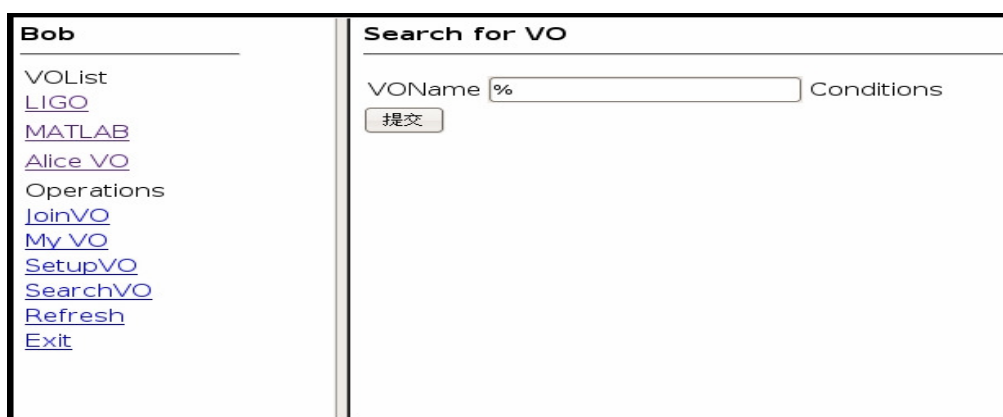 Bob
VOList
LIGO
MATLAB
Alice VO
Operations
JoinVO
My VO
SetupVO
SearchVO
Refresh
Exit
Search for VO
VOName % Conditions
提交